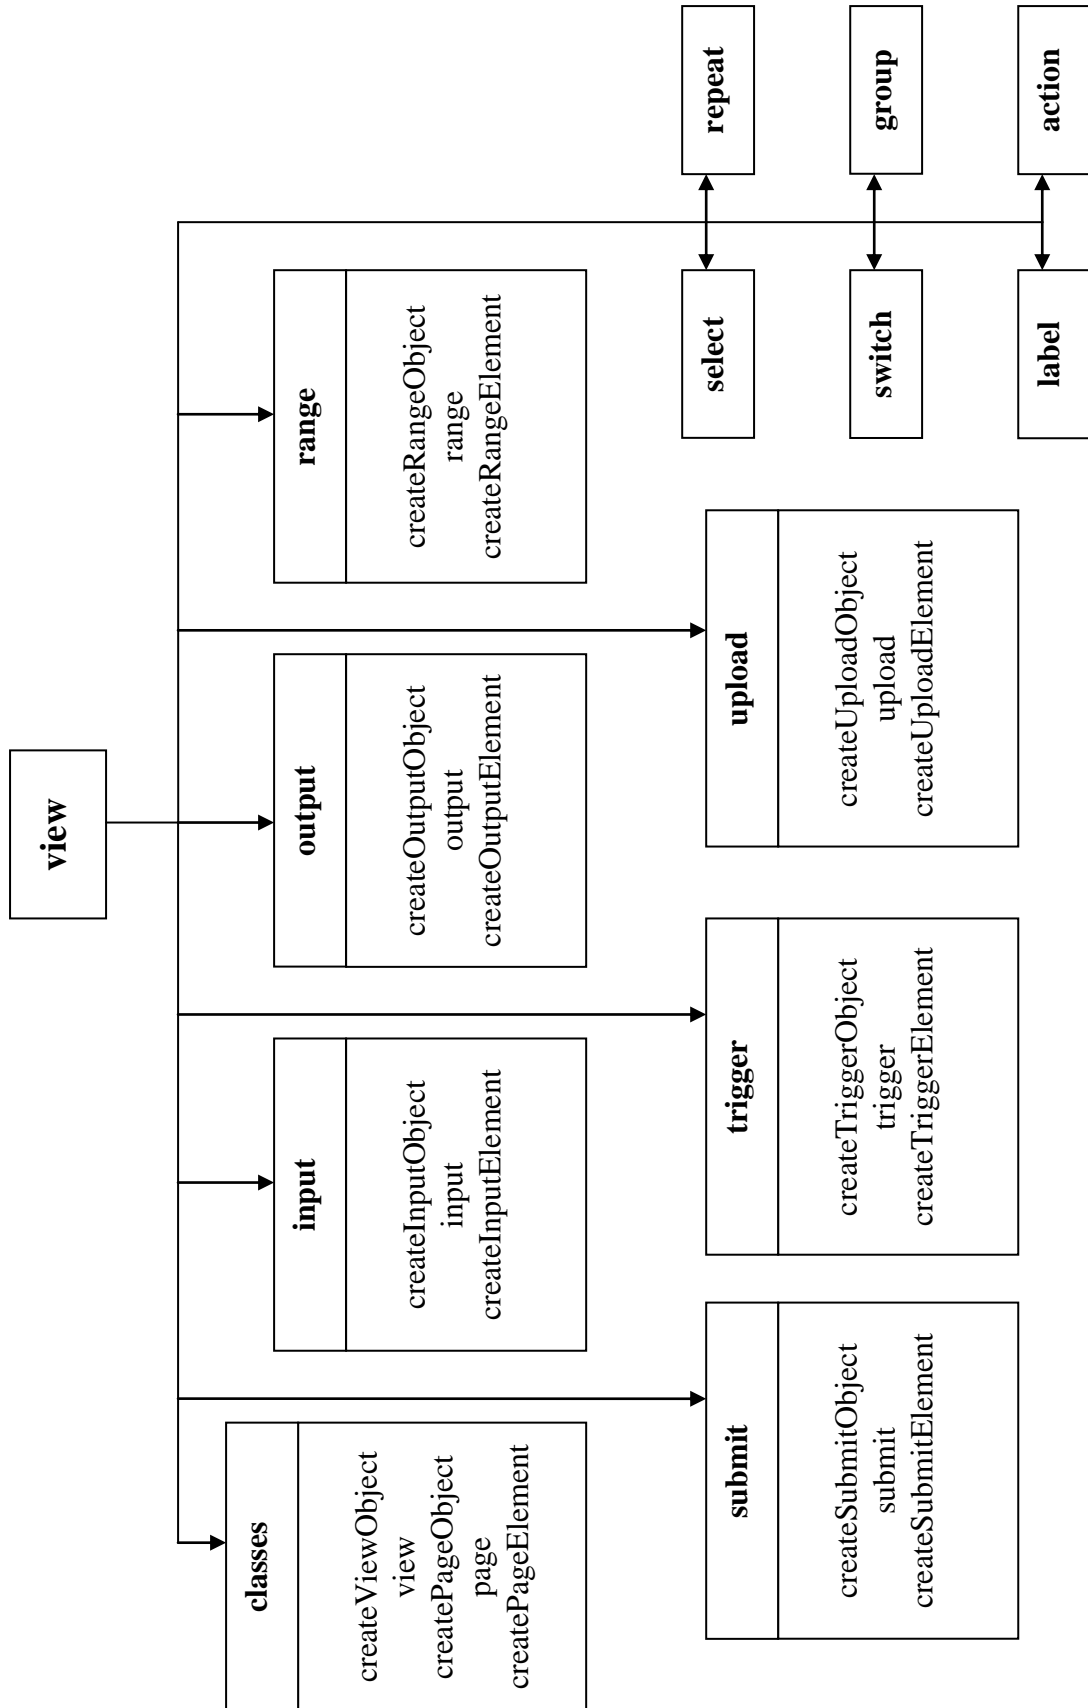 view
classes
createViewObject
view
createPageObject
page
createPageElement
input
createInputObject
input
createInputElement
output
createOutputObject
output
createOutputElement
range
createRangeObject
range
createRangeElement
submit
createSubmitObject
submit
createSubmitElement
trigger
createTriggerObject
trigger
createTriggerElement
upload
createUploadObject
upload
createUploadElement
select
repeat
switch
group
label
action